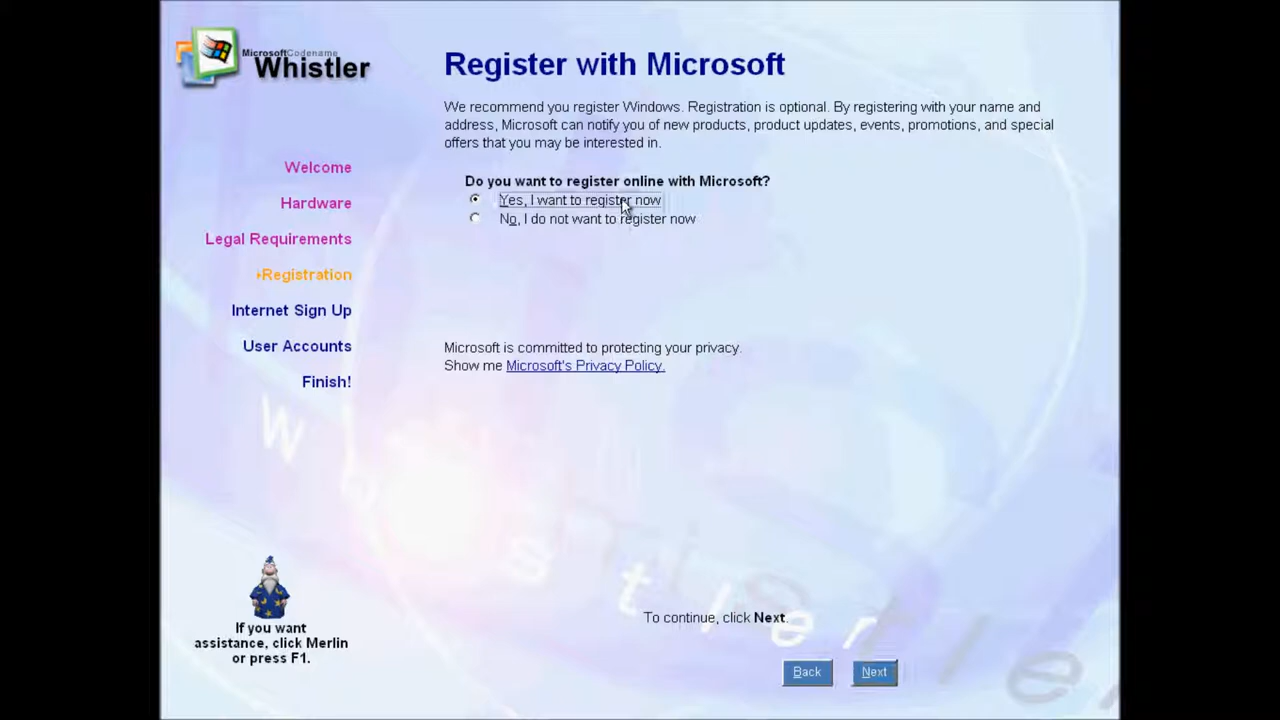 MicrosoftCodename
Whistler
Register with Microsoft
We recommend you register Windows. Registration is optional. By registering with your name and
address, Microsoft can notify you of new products, product updates, events, promotions, and special
offers that you may be interested in.
Do you want to register online with Microsoft?
Yes, I want to register now
No, I do not want to register now
Microsoft is committed to protecting your privacy.
Show me Microsoft's Privacy Policy.
Welcome
Hardware
Legal Requirements
Registration
Internet Sign Up
User Accounts
Finish!
If you want
assistance, click Merlin
or press F1.
To continue, click Next.
Back Next